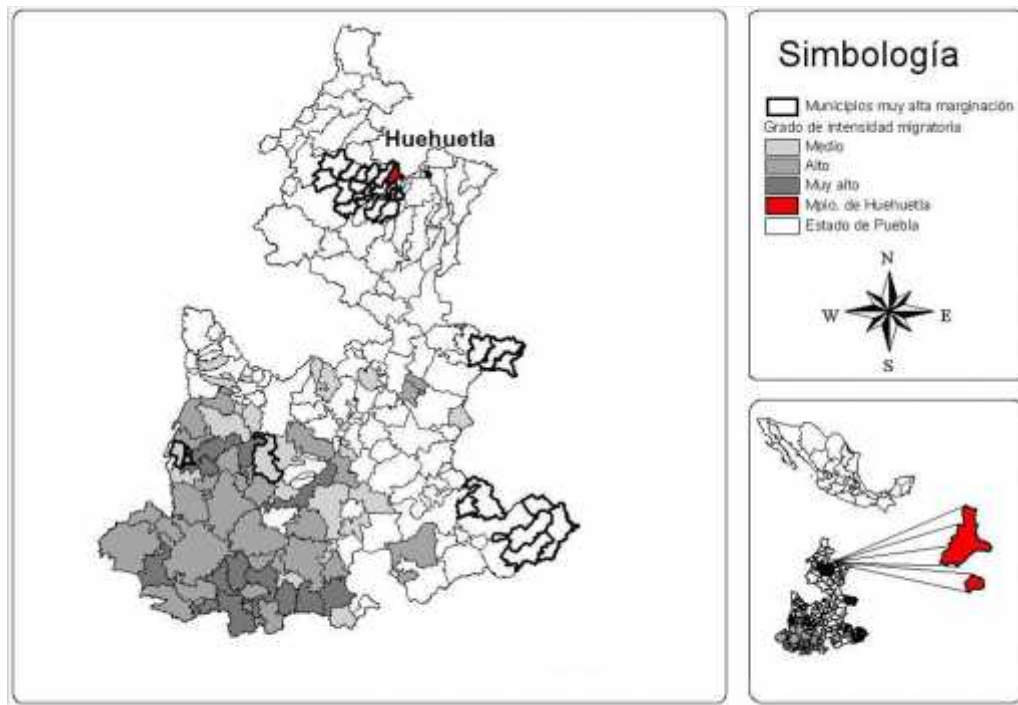 Huehuetla
Simbología
Municipios muy alta marginación
Grado de intensidad migratoria
Medio
Alto
Muy alto
Mpio. de Huehuetla
Estado de Puebla
N
W E
S